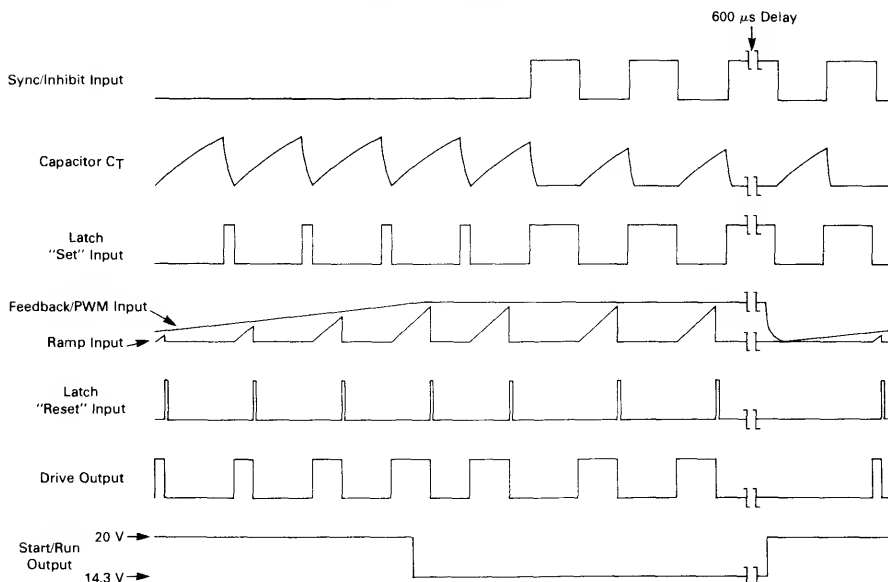 600 μs Delay
Sync/Inhibit Input
Capacitor CT
Latch
"Set" Input
Feedback/PWM Input
Ramp Input
Latch
"Reset" Input
Drive Output
20 V
Start/Run
Output
14.3 V